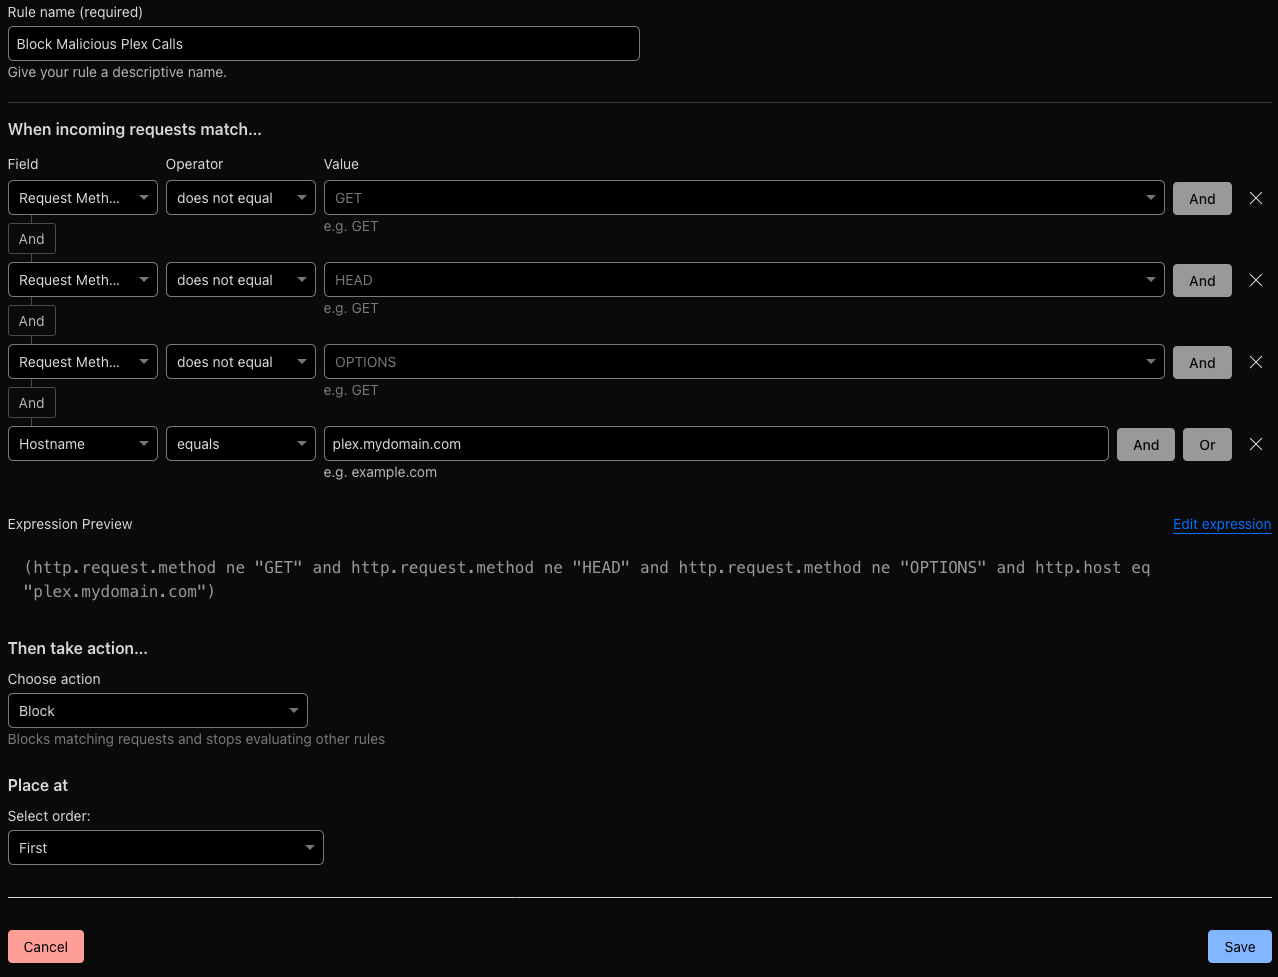 Rule name (required)
Block Malicious Plex Calls
Give your rule a descriptive name.
When incoming requests match...
Field Operator Value
Request Meth... does not equal GET And
e.g. GET
And
Request Meth... does not equal HEAD And
e.g. GET
And
Request Meth... does not equal OPTIONS And
e.g. GET
And
Hostname equals plex.mydomain.com And Or
e.g. example.com
Expression Preview Edit expression
(http.request.method ne "GET" and http.request.method ne "HEAD" and http.request.method ne "OPTIONS" and http.host eq
"plex.mydomain.com")
Then take action...
Choose action
Block
Blocks matching requests and stops evaluating other rules
Place at
Select order:
First
Cancel Save